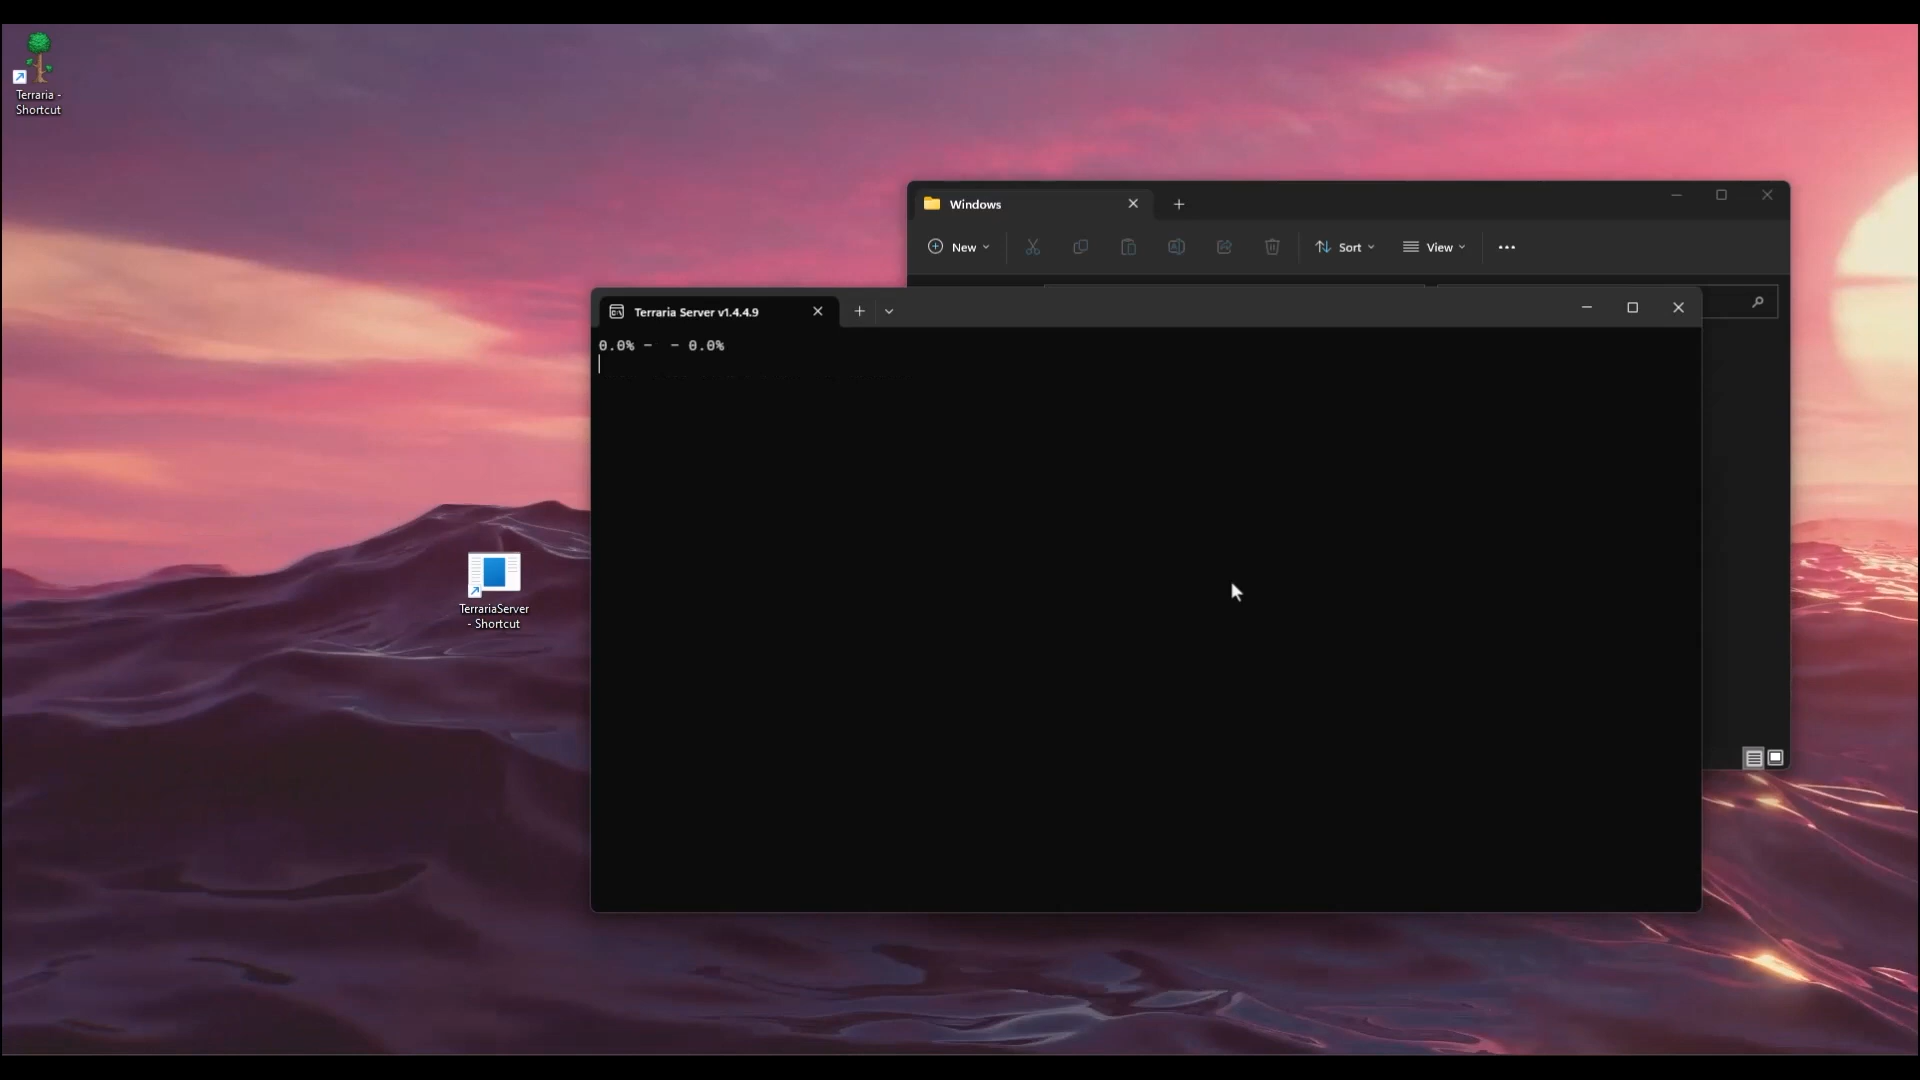 Terraria -
Shortcut
Windows
New
Sort
View
Terraria Server v1.4.4.9
0.0% -  - 0.0%
TerrariaServer
- Shortcut